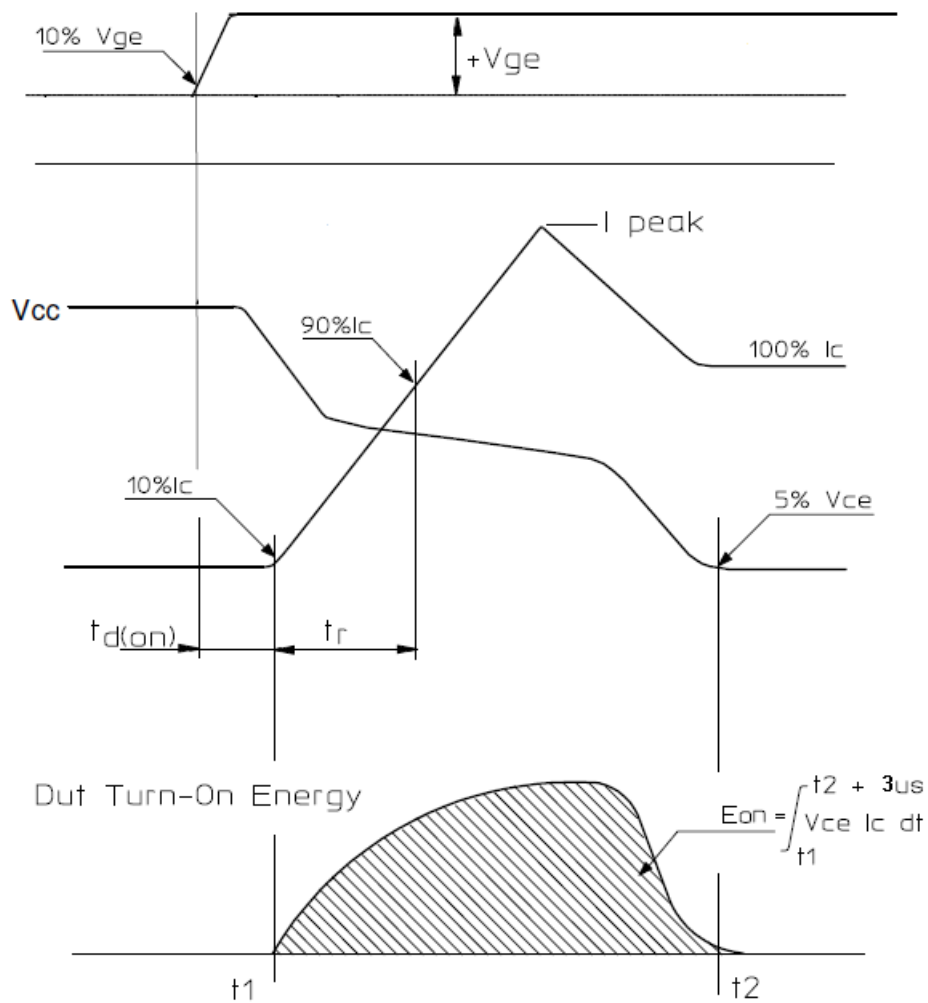 10% Vge
+Vge
I peak
Vcc
90%Ic
100% Ic
10%Ic
5% Vce
td(on)
tr
Dut Turn-On Energy
Eon = ∫ t1 t2 + 3us Vce Ic dt
t1
t2